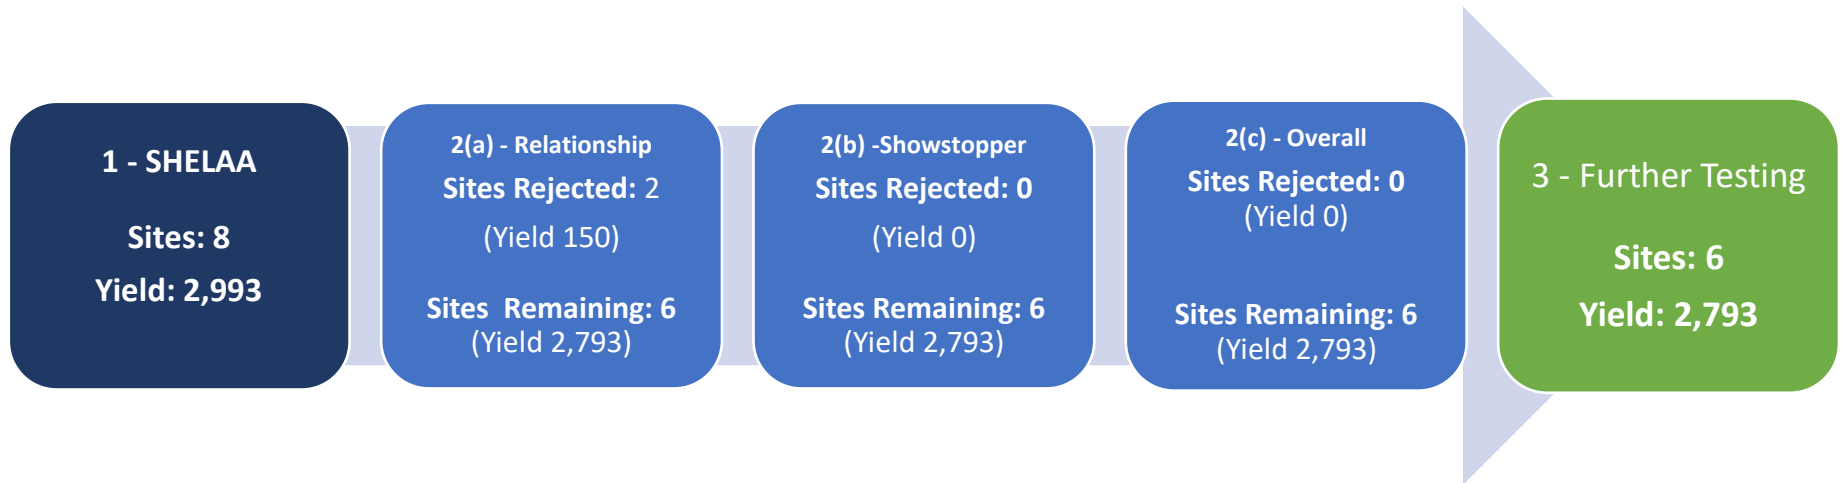 1 - SHELAA
Sites: 8
Yield: 2,993
2(a) - Relationship
Sites Rejected: 2
(Yield 150)
Sites Remaining: 6
(Yield 2,793)
2(b) -Showstopper
Sites Rejected: 0
(Yield 0)
Sites Remaining: 6
(Yield 2,793)
2(c) - Overall
Sites Rejected: 0
(Yield 0)
Sites Remaining: 6
(Yield 2,793)
3 - Further Testing
Sites: 6
Yield: 2,793